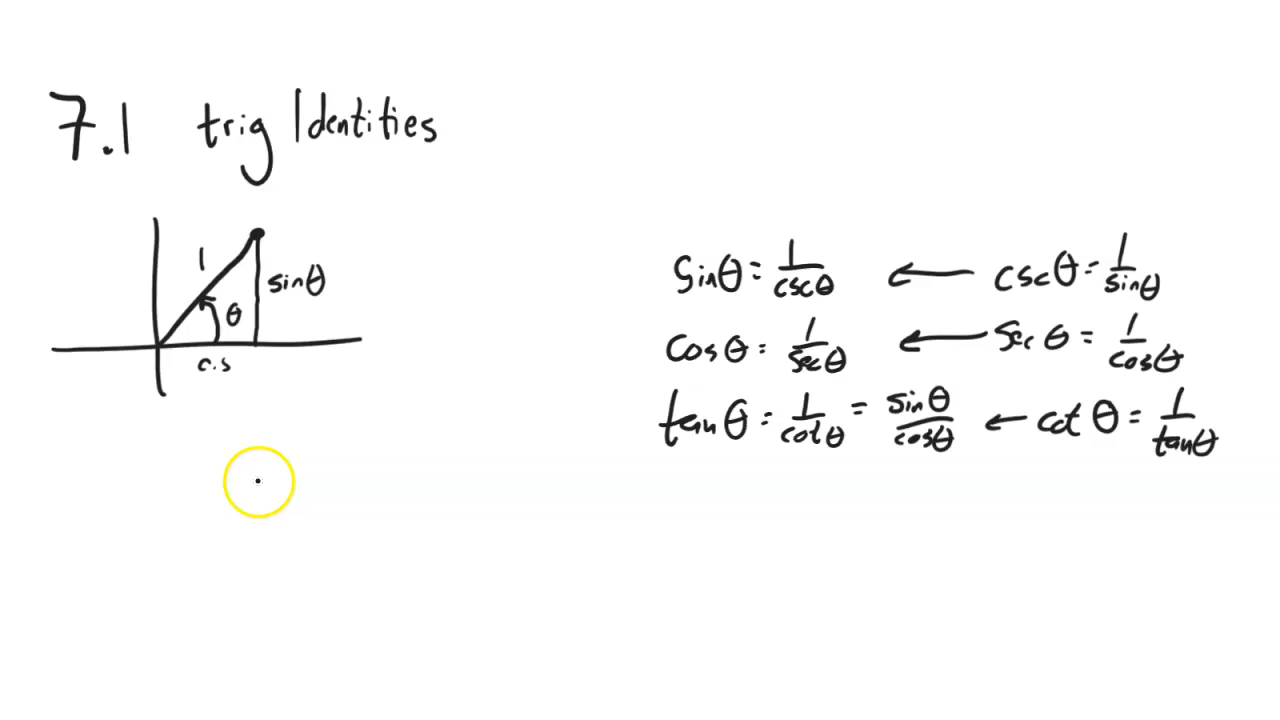 7.1 trig Identities
1
sinθ
θ
sinθ = 1/cscθ ← cscθ = 1/sinθ
cosθ = 1/secθ ← secθ = 1/cosθ
tanθ = 1/cotθ = sinθ/cosθ ← cotθ = 1/tanθ